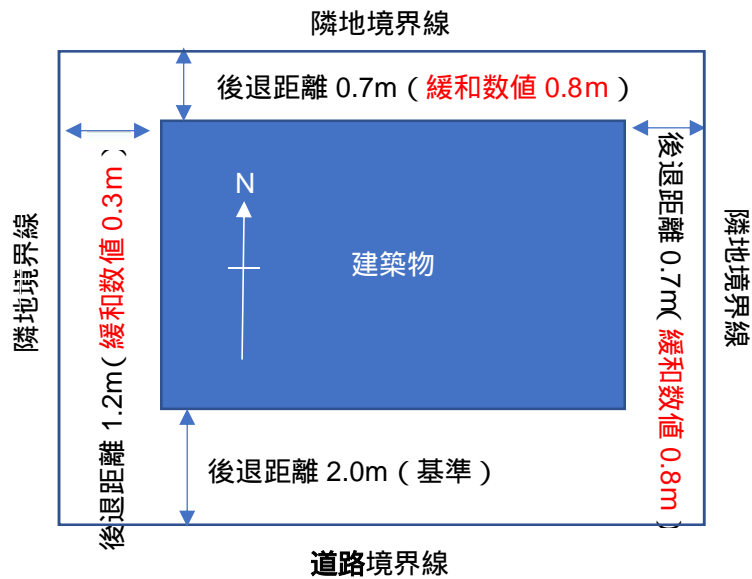 隣地境界線
後退距離 0.7m（緩和数値 0.8m）
隣地境界線
後退距離 1.2m（緩和数値 0.3m）
N
建築物
後退距離 0.7m（緩和数値 0.8m）
隣地境界線
後退距離 2.0m（基準）
道路境界線